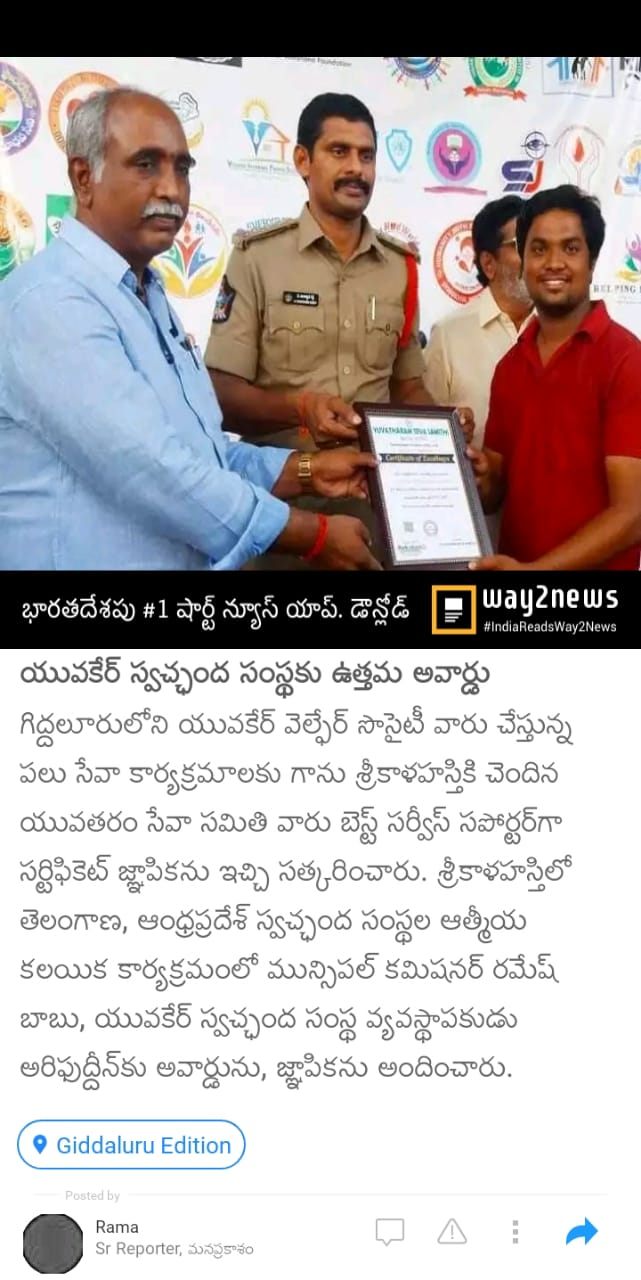 YUVATHARAM SEVA SAMITHI
Certificate of Excellence
HELPING
భారతదేశపు #1 షార్ట్ న్యూస్ యాప్. డౌన్లోడ్
way2news
#IndiaReadsWay2News
యువకేర్ స్వచ్ఛంద సంస్థకు ఉత్తమ అవార్డు
గిద్దలూరులోని యువకేర్ వెల్ఫేర్ సొసైటీ వారు చేస్తున్న
పలు సేవా కార్యక్రమాలకు గాను శ్రీకాళహస్తికి చెందిన
యువతరం సేవా సమితి వారు బెస్ట్ సర్వీస్ సపోర్టర్‌గా
సర్టిఫికెట్ జ్ఞాపికను ఇచ్చి సత్కరించారు. శ్రీకాళహస్తిలో
తెలంగాణ, ఆంధ్రప్రదేశ్ స్వచ్ఛంద సంస్థల ఆత్మీయ
కలయిక కార్యక్రమంలో మున్సిపల్ కమిషనర్ రమేష్
బాబు, యువకేర్ స్వచ్ఛంద సంస్థ వ్యవస్థాపకుడు
అరిఫుద్దీన్‌కు అవార్డును, జ్ఞాపికను అందించారు.
Giddaluru Edition
Posted by
Rama
Sr Reporter, మనప్రకాశం